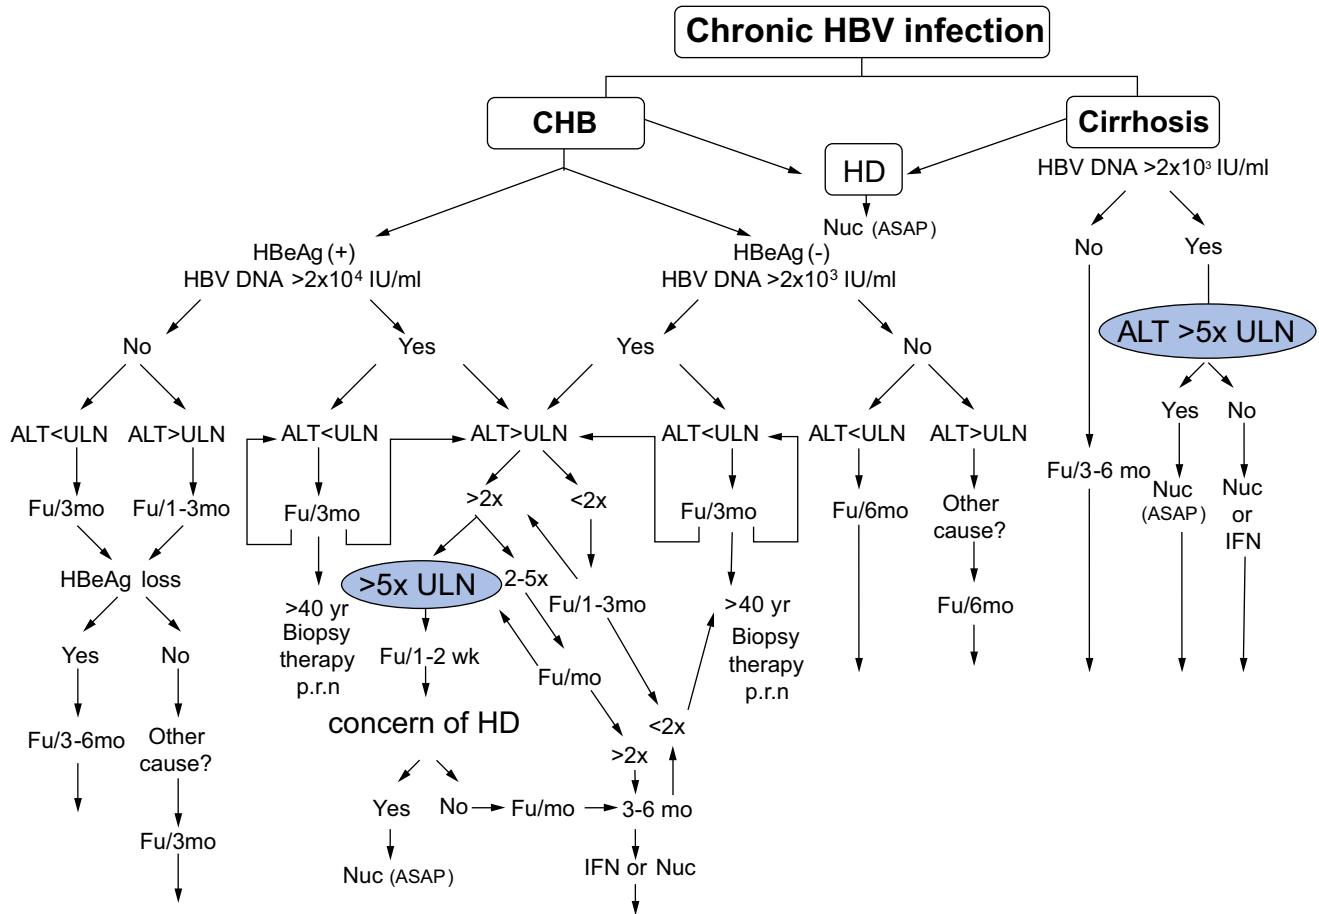 Chronic HBV infection
CHB
Cirrhosis
HD
HBV DNA >2x10³ IU/ml
Nuc (ASAP)
No
Yes
HBeAg (+)
HBV DNA >2x10⁴ IU/ml
HBeAg (-)
HBV DNA >2x10³ IU/ml
ALT >5x ULN
No
Yes
Yes
No
Yes
No
ALT<ULN
ALT>ULN
ALT<ULN
ALT>ULN
ALT<ULN
ALT<ULN
ALT>ULN
Fu/3-6 mo
Nuc
(ASAP)
Nuc
or
IFN
Fu/3mo
Fu/1-3mo
Fu/3mo
>2x
<2x
Fu/3mo
Fu/6mo
Other
cause?
HBeAg loss
>5x ULN
2-5x
Fu/1-3mo
>40 yr
Biopsy
therapy
p.r.n
>40 yr
Biopsy
therapy
p.r.n
Fu/6mo
Yes
No
Fu/1-2 wk
Fu/mo
concern of HD
<2x
>2x
Fu/3-6mo
Other
cause?
Yes
No
Fu/mo
3-6 mo
Fu/3mo
Nuc (ASAP)
IFN or Nuc